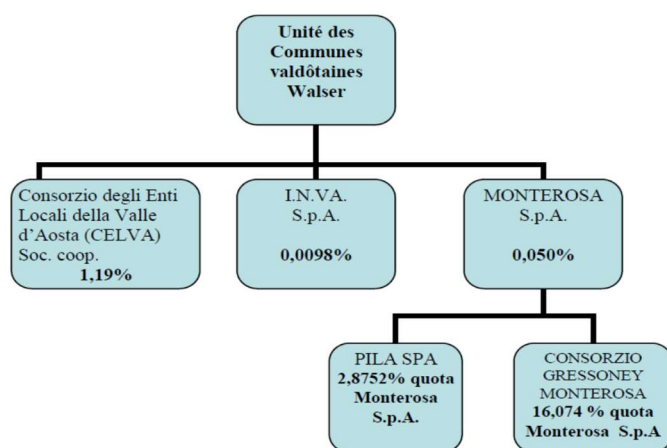 Unité des
Communes
valdôtaines
Walser
Consorzio degli Enti
Locali della Valle
d'Aosta (CELVA)
Soc. coop.
1,19%
I.N.VA.
S.p.A.
0,0098%
MONTEROSA
S.p.A.
0,050%
PILA SPA
2,8752% quota
Monterosa
S.p.A.
CONSORZIO
GRESSONEY
MONTEROSA
16,074 % quota
Monterosa S.p.A